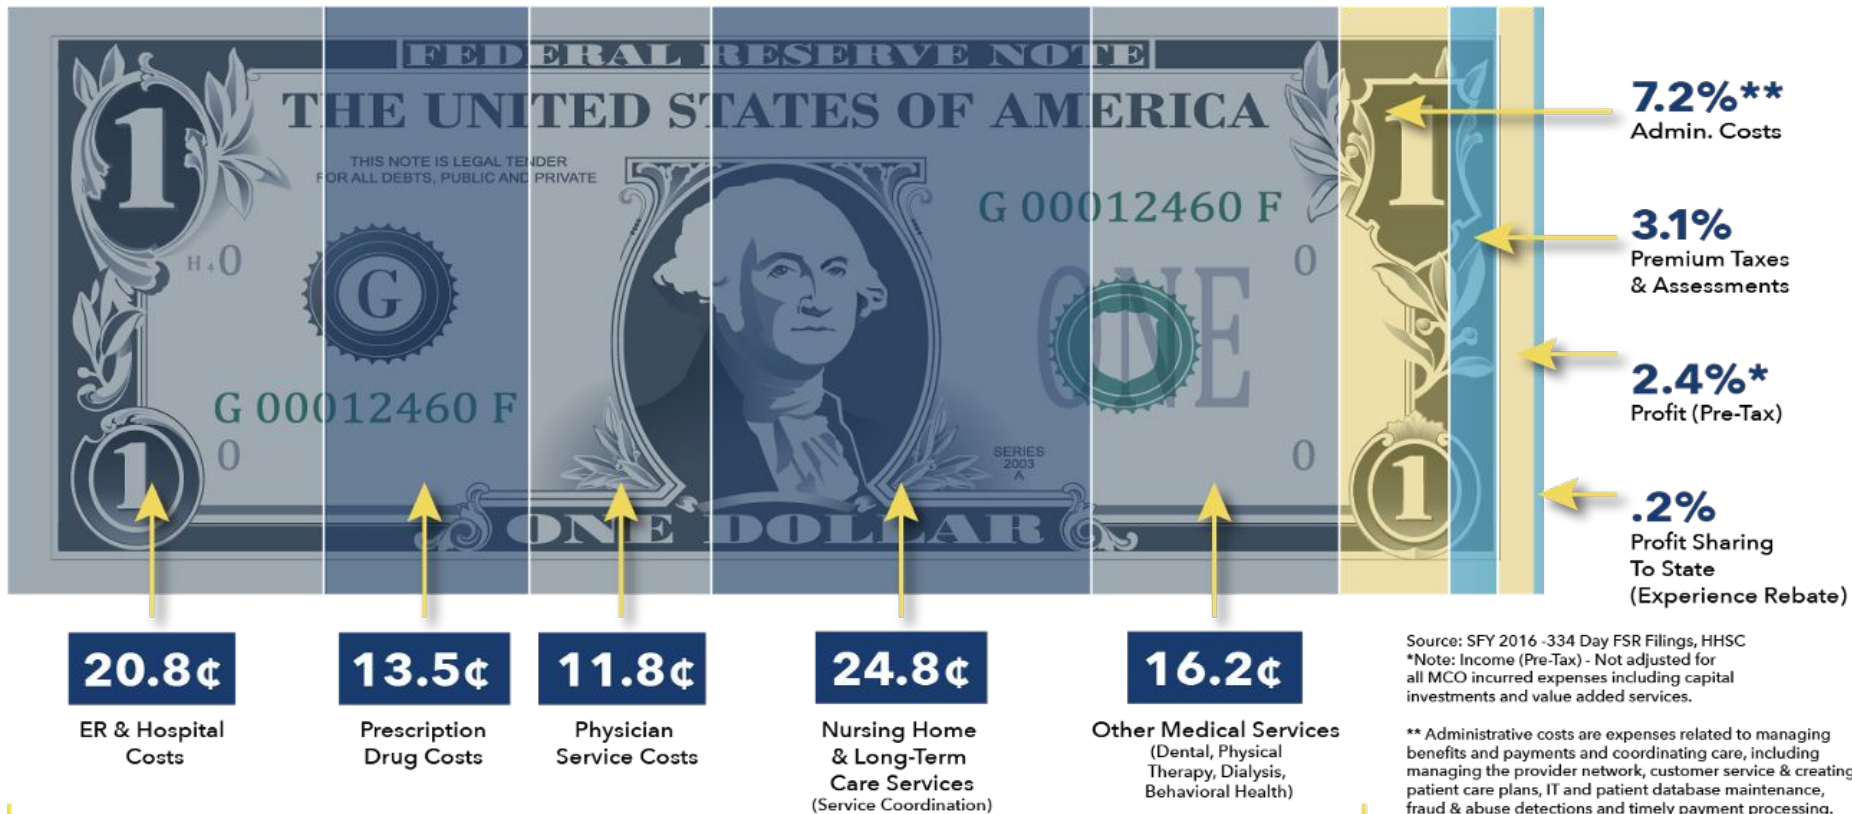 FEDERAL RESERVE NOTE
THE UNITED STATES OF AMERICA
THIS NOTE IS LEGAL TENDER
FOR ALL DEBTS, PUBLIC AND PRIVATE
1
1
G 00012460 F
H 4 0
0
G
ONE
G 00012460 F
0
SERIES
2003
A
0
1
1
ONE DOLLAR
7.2%**
Admin. Costs
3.1%
Premium Taxes
& Assessments
2.4%*
Profit (Pre-Tax)
.2%
Profit Sharing
To State
(Experience Rebate)
20.8¢
ER & Hospital
Costs
13.5¢
Prescription
Drug Costs
11.8¢
Physician
Service Costs
24.8¢
Nursing Home
& Long-Term
Care Services
(Service Coordination)
16.2¢
Other Medical Services
(Dental, Physical
Therapy, Dialysis,
Behavioral Health)
Source: SFY 2016 -334 Day FSR Filings, HHSC
*Note: Income (Pre-Tax) - Not adjusted for
all MCO incurred expenses including capital
investments and value added services.
** Administrative costs are expenses related to managing
benefits and payments and coordinating care, including
managing the provider network, customer service & creating
patient care plans, IT and patient database maintenance,
fraud & abuse detections and timely payment processing.